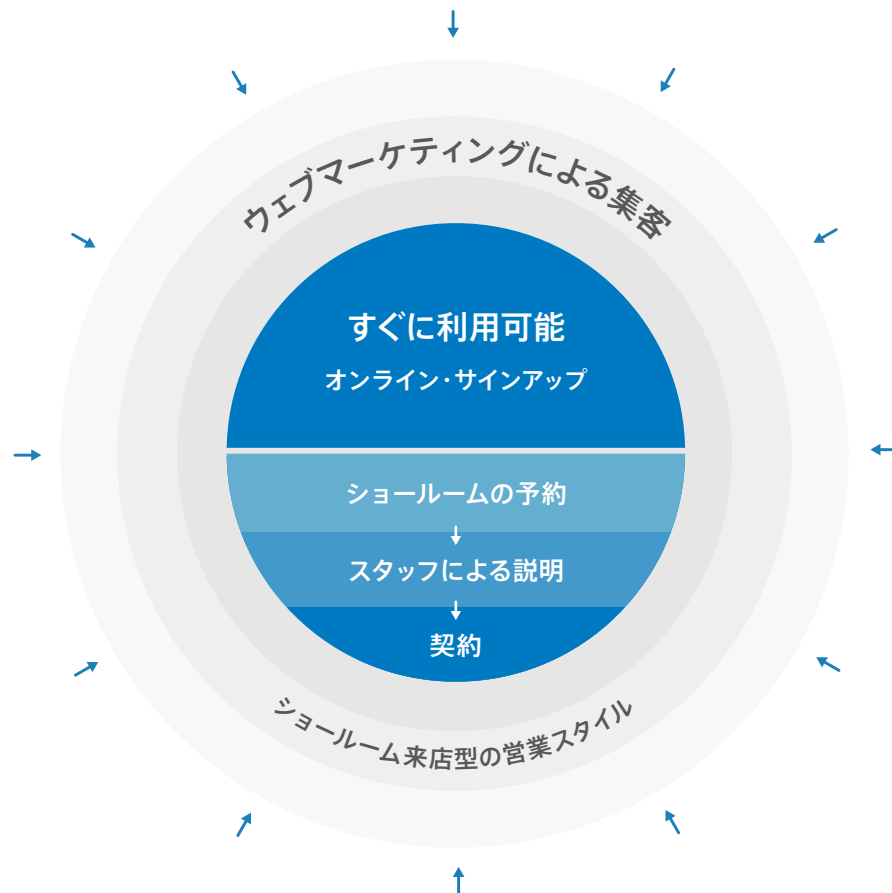 ウェブマーケティングによる集客
すぐに利用可能
オンライン・サインアップ
ショールームの予約
スタッフによる説明
契約
ショールーム来店型の営業スタイル